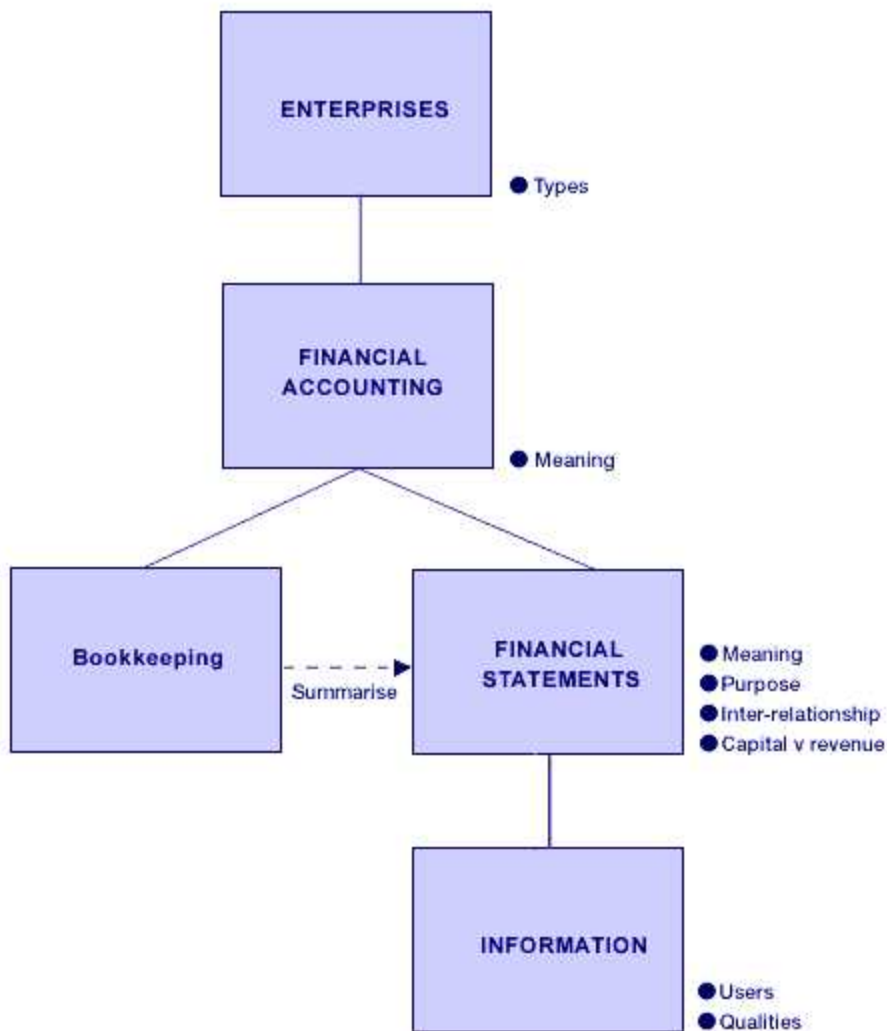 ENTERPRISES
● Types
FINANCIAL
ACCOUNTING
● Meaning
Bookkeeping
Summarise
FINANCIAL
STATEMENTS
● Meaning
● Purpose
● Inter-relationship
● Capital v revenue
INFORMATION
● Users
● Qualities